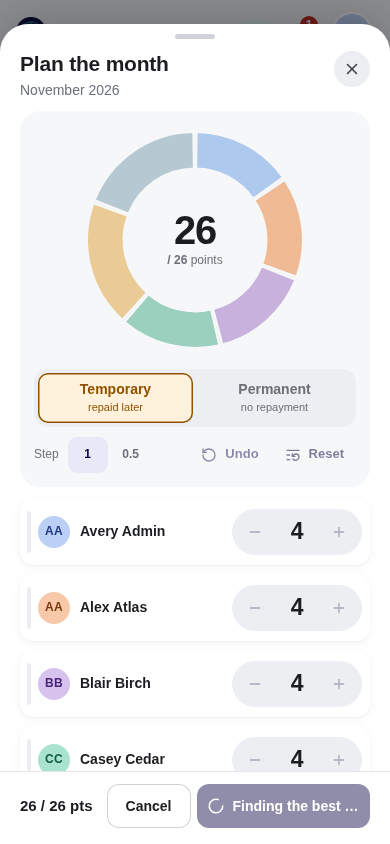 1
Plan the month
November 2026
26
/ 26 points
Temporary
repaid later
Permanent
no repayment
Step
1
0.5
Undo
Reset
AA
Avery Admin
4
AA
Alex Atlas
4
BB
Blair Birch
4
CC
Casey Cedar
4
26 / 26 pts
Cancel
Finding the best …